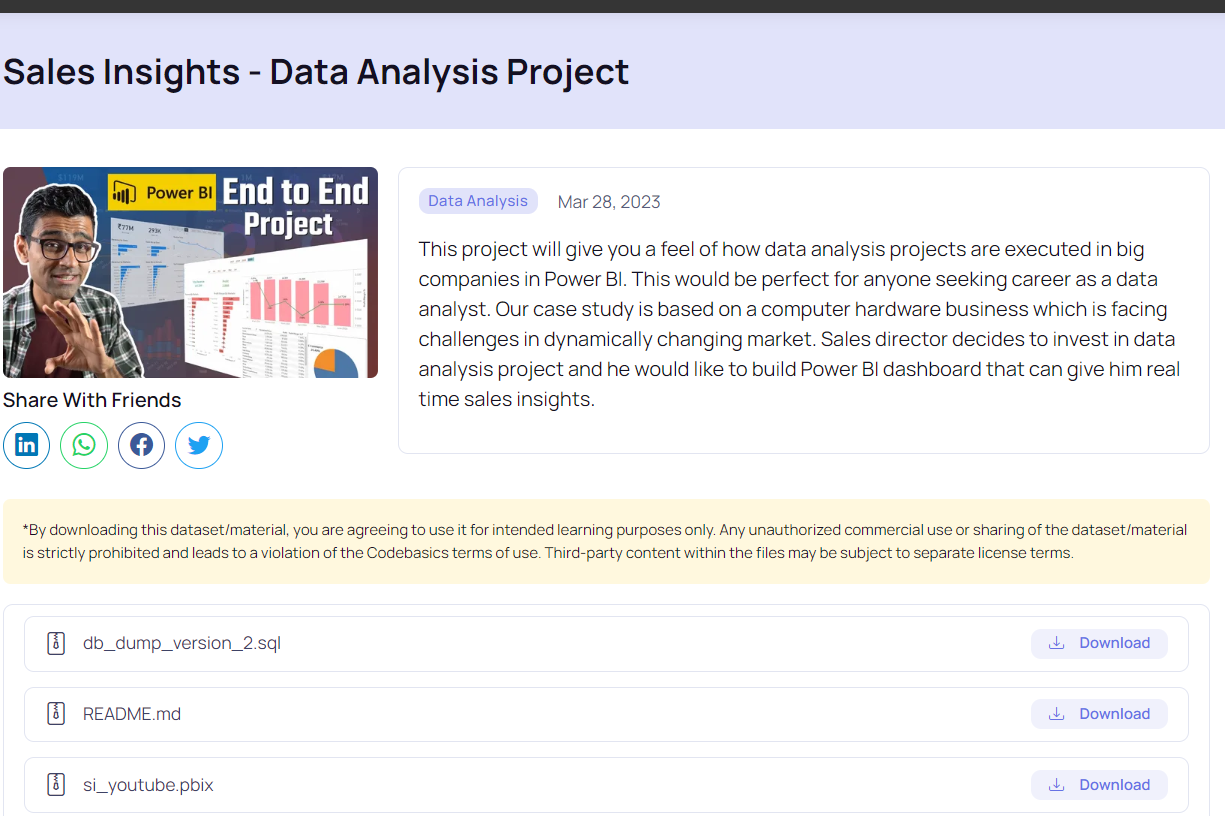 Sales Insights - Data Analysis Project
Power BI
End to End
Project
₹77M
293K
Share With Friends
Data Analysis
Mar 28, 2023
This project will give you a feel of how data analysis projects are executed in big
companies in Power BI. This would be perfect for anyone seeking career as a data
analyst. Our case study is based on a computer hardware business which is facing
challenges in dynamically changing market. Sales director decides to invest in data
analysis project and he would like to build Power BI dashboard that can give him real
time sales insights.
*By downloading this dataset/material, you are agreeing to use it for intended learning purposes only. Any unauthorized commercial use or sharing of the dataset/material
is strictly prohibited and leads to a violation of the Codebasics terms of use. Third-party content within the files may be subject to separate license terms.
db_dump_version_2.sql
Download
README.md
Download
si_youtube.pbix
Download